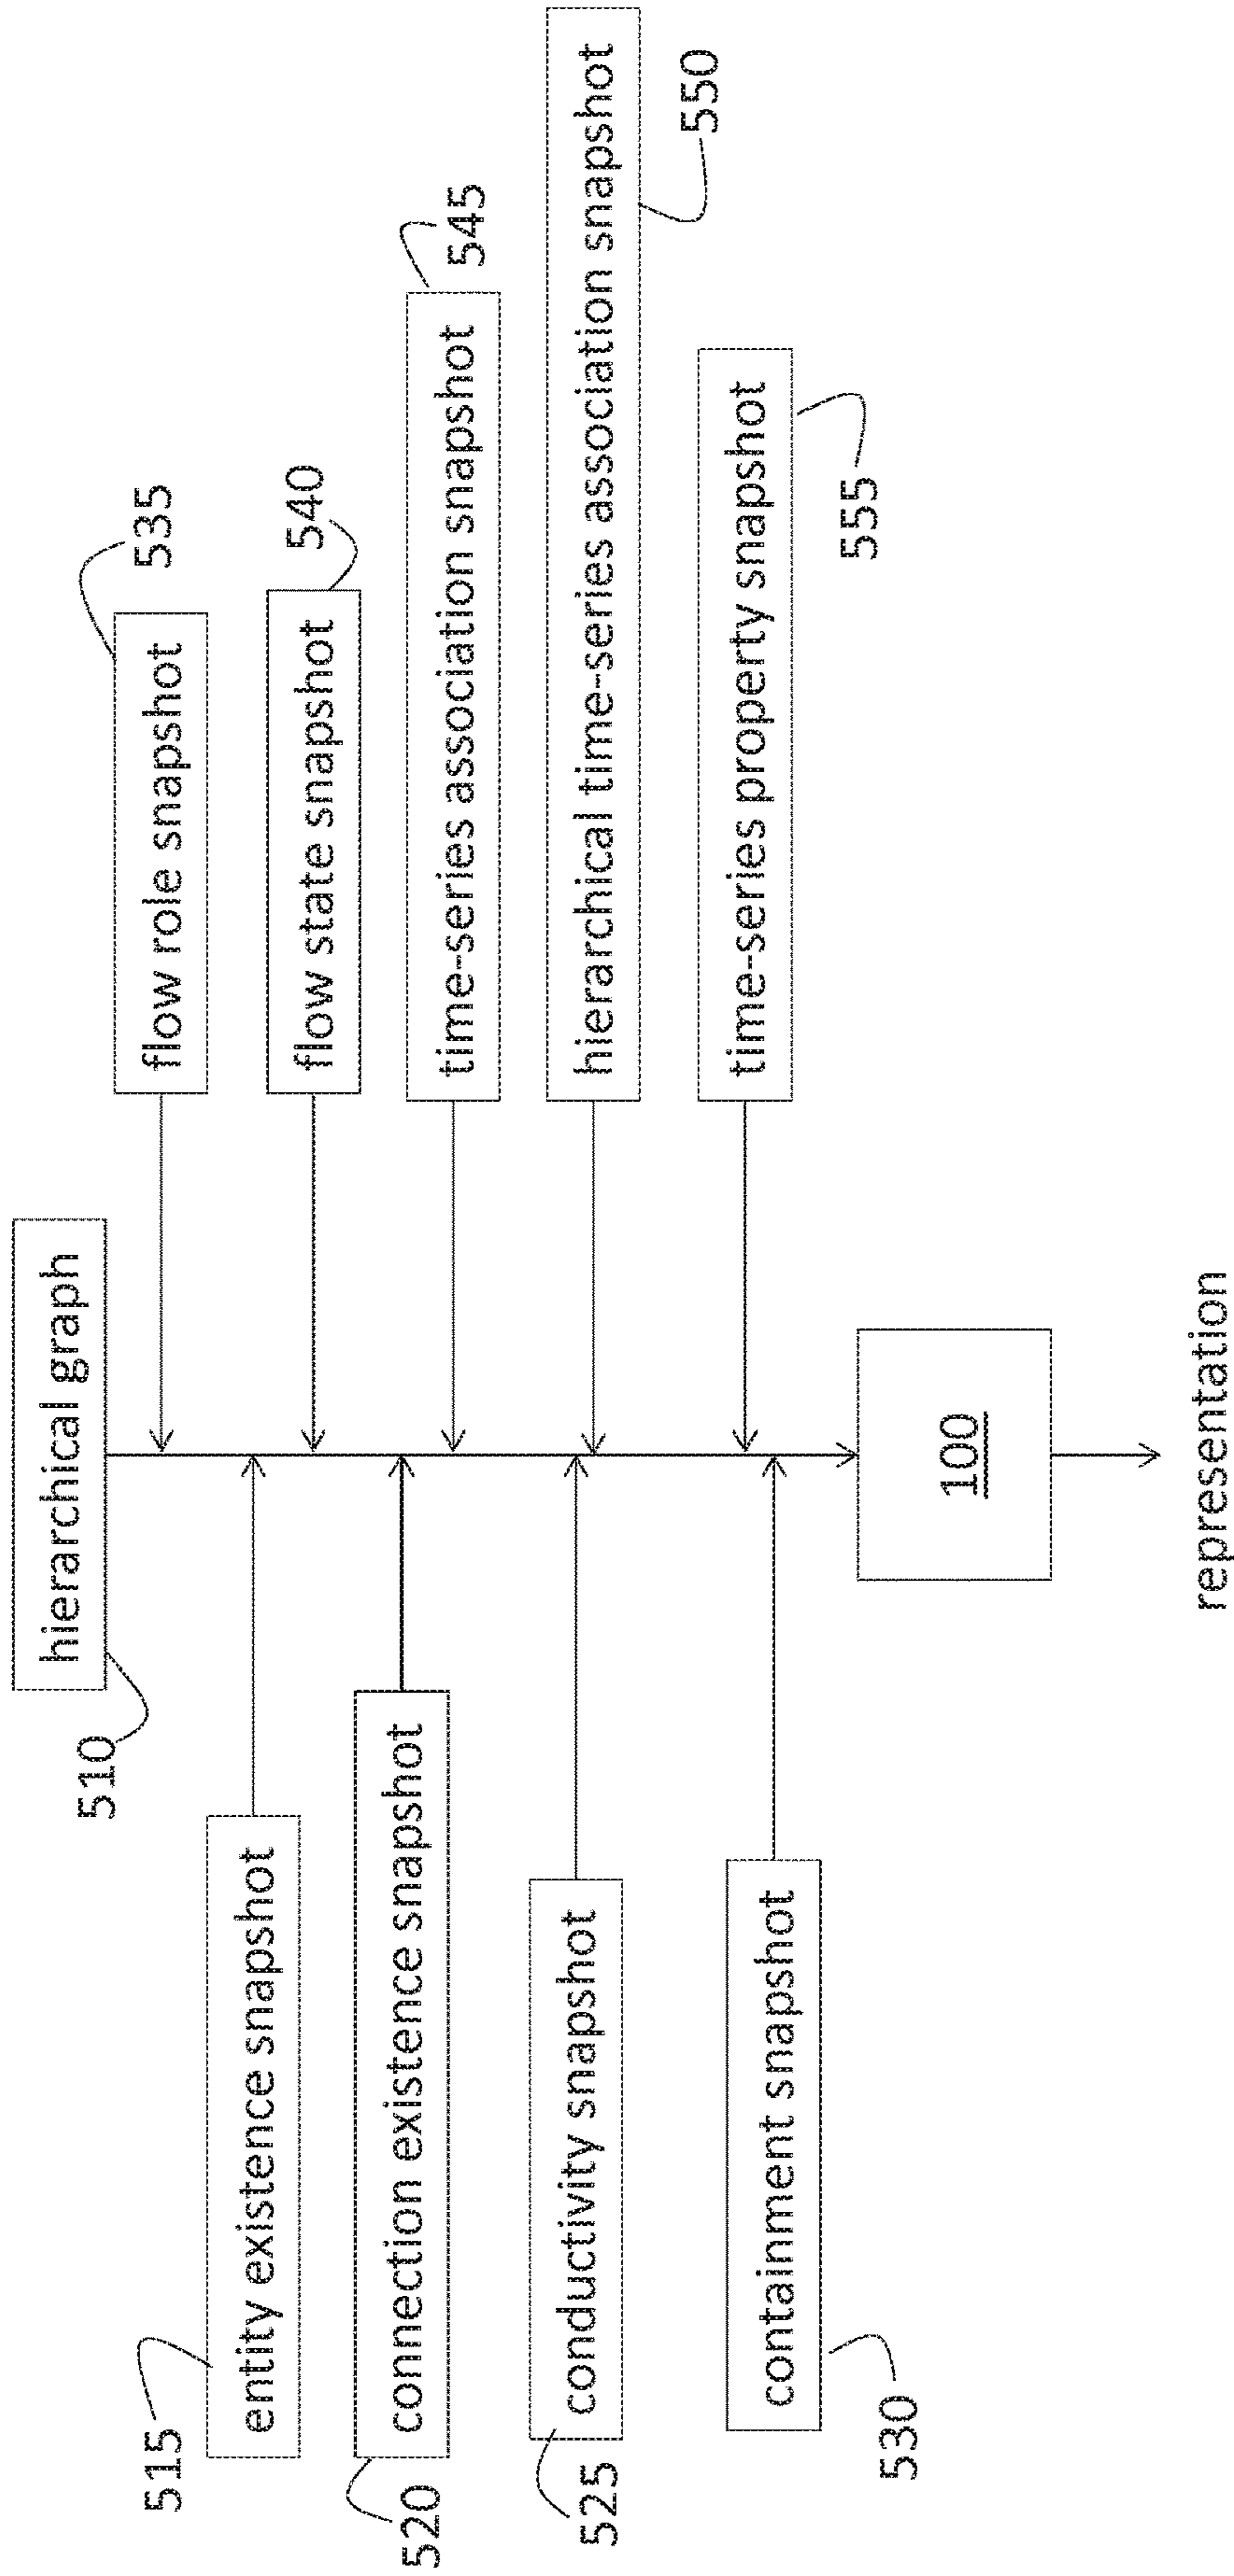 hierarchical graph
510
flow role snapshot
535
entity existence snapshot
515
flow state snapshot
540
connection existence snapshot
520
time-series association snapshot
545
conductivity snapshot
525
hierarchical time-series association snapshot
550
time-series property snapshot
555
containment snapshot
530
100
representation